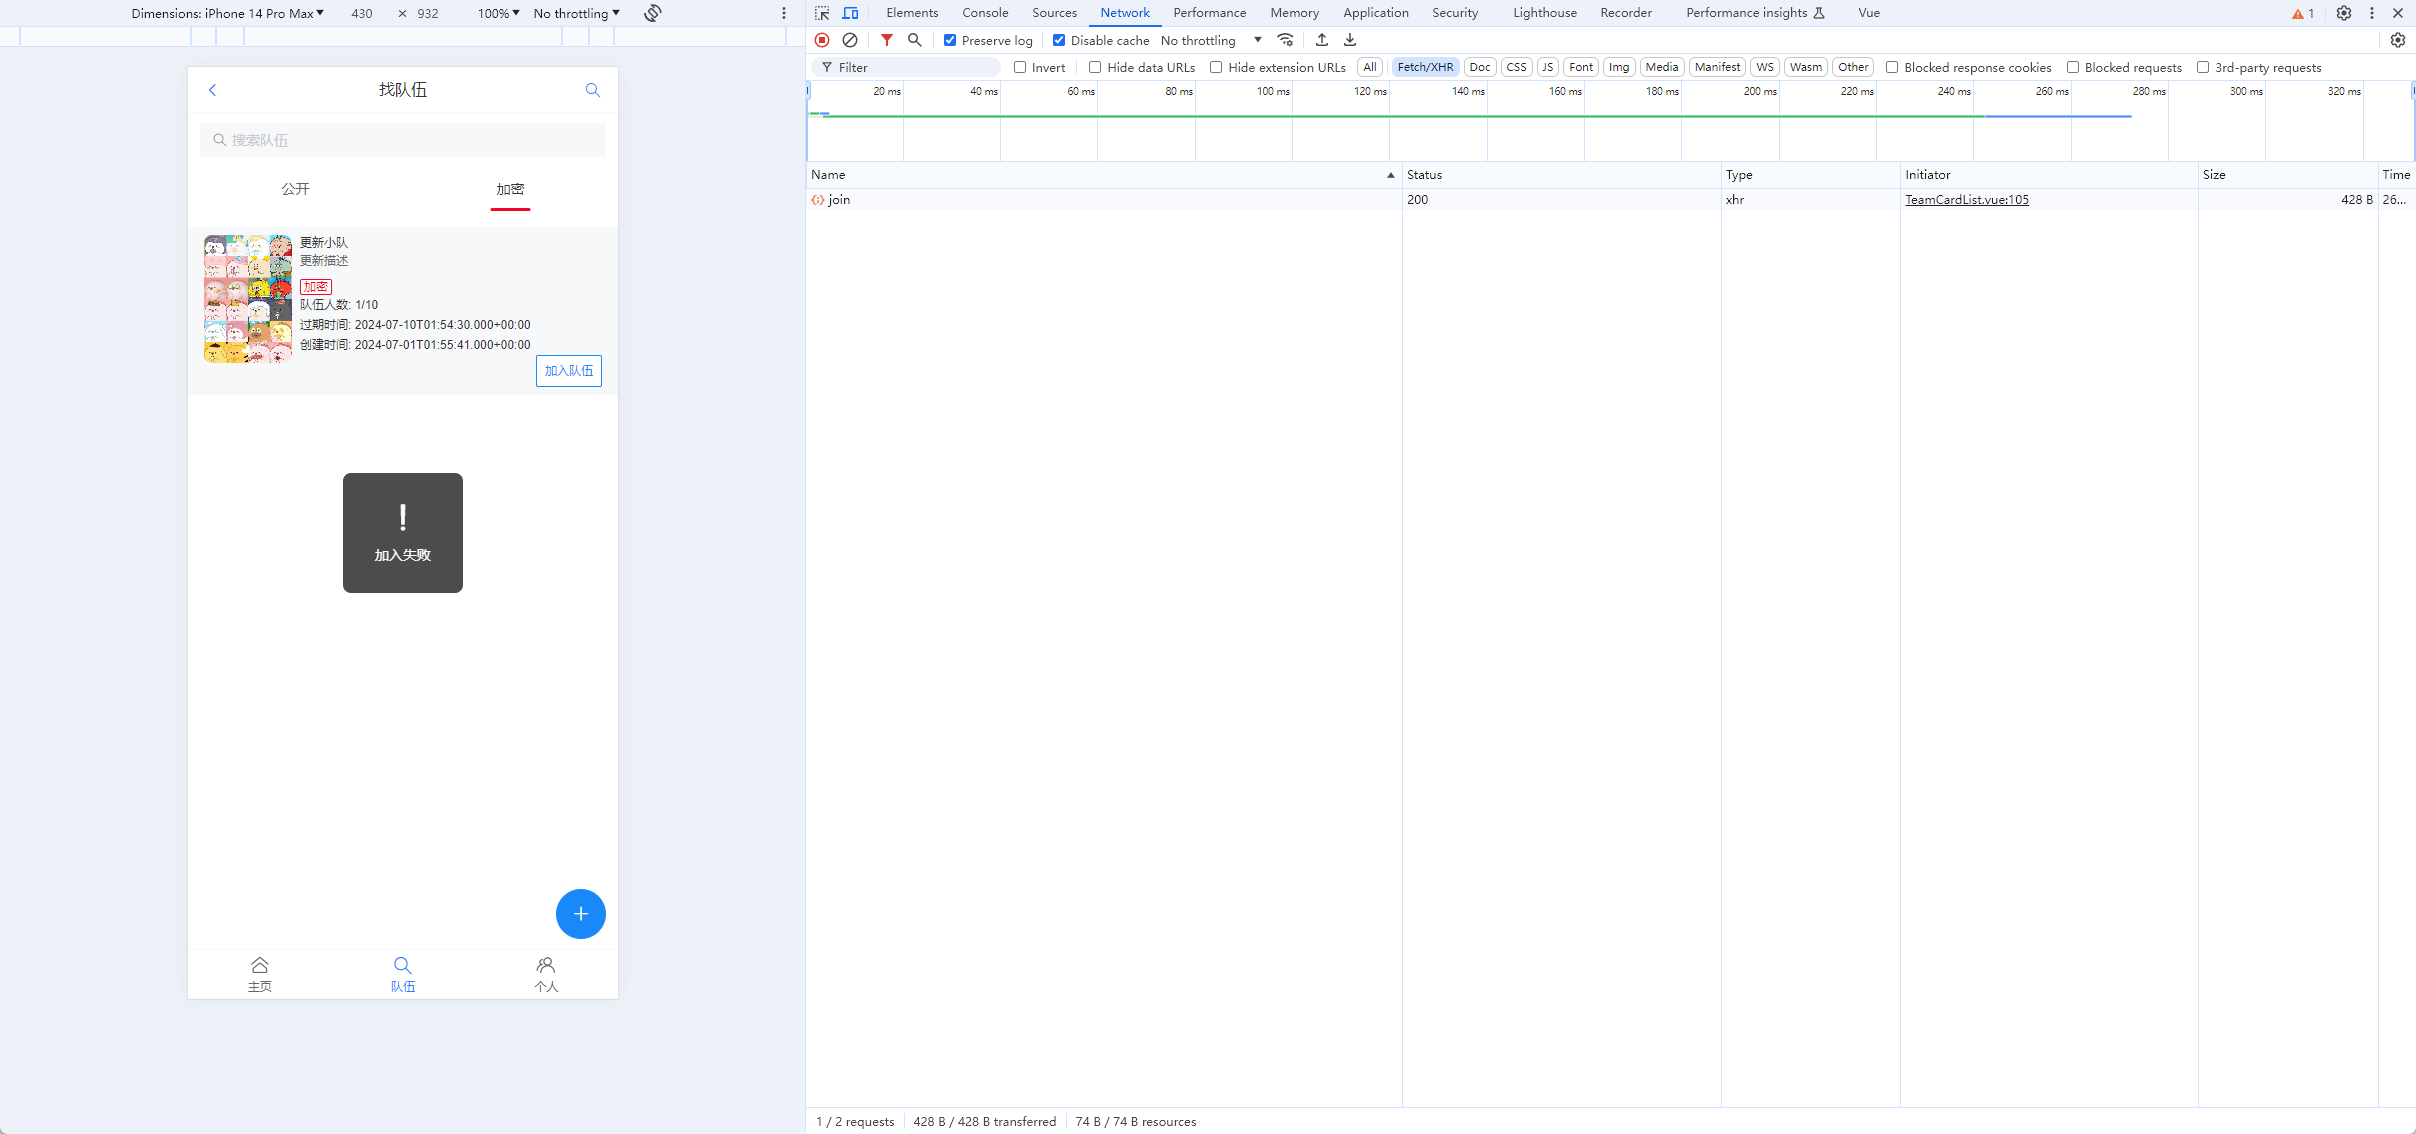 Dimensions: iPhone 14 Pro Max 430 × 932 100% No throttling
找队伍
搜索队伍
公开 加密
更新小队
更新描述
加密
队伍人数: 1/10
过期时间: 2024-07-10T01:54:30.000+00:00
创建时间: 2024-07-01T01:55:41.000+00:00
加入队伍
加入失败
主页 队伍 个人
Elements Console Sources Network Performance Memory Application Security Lighthouse Recorder Performance insights Vue 1
Preserve log Disable cache No throttling
Filter Invert Hide data URLs Hide extension URLs All Fetch/XHR Doc CSS JS Font Img Media Manifest WS Wasm Other Blocked response cookies Blocked requests 3rd-party requests
20 ms 40 ms 60 ms 80 ms 100 ms 120 ms 140 ms 160 ms 180 ms 200 ms 220 ms 240 ms 260 ms 280 ms 300 ms 320 ms
Name Status Type Initiator Size Time
join 200 xhr TeamCardList.vue:105 428 B 26...
1 / 2 requests 428 B / 428 B transferred 74 B / 74 B resources